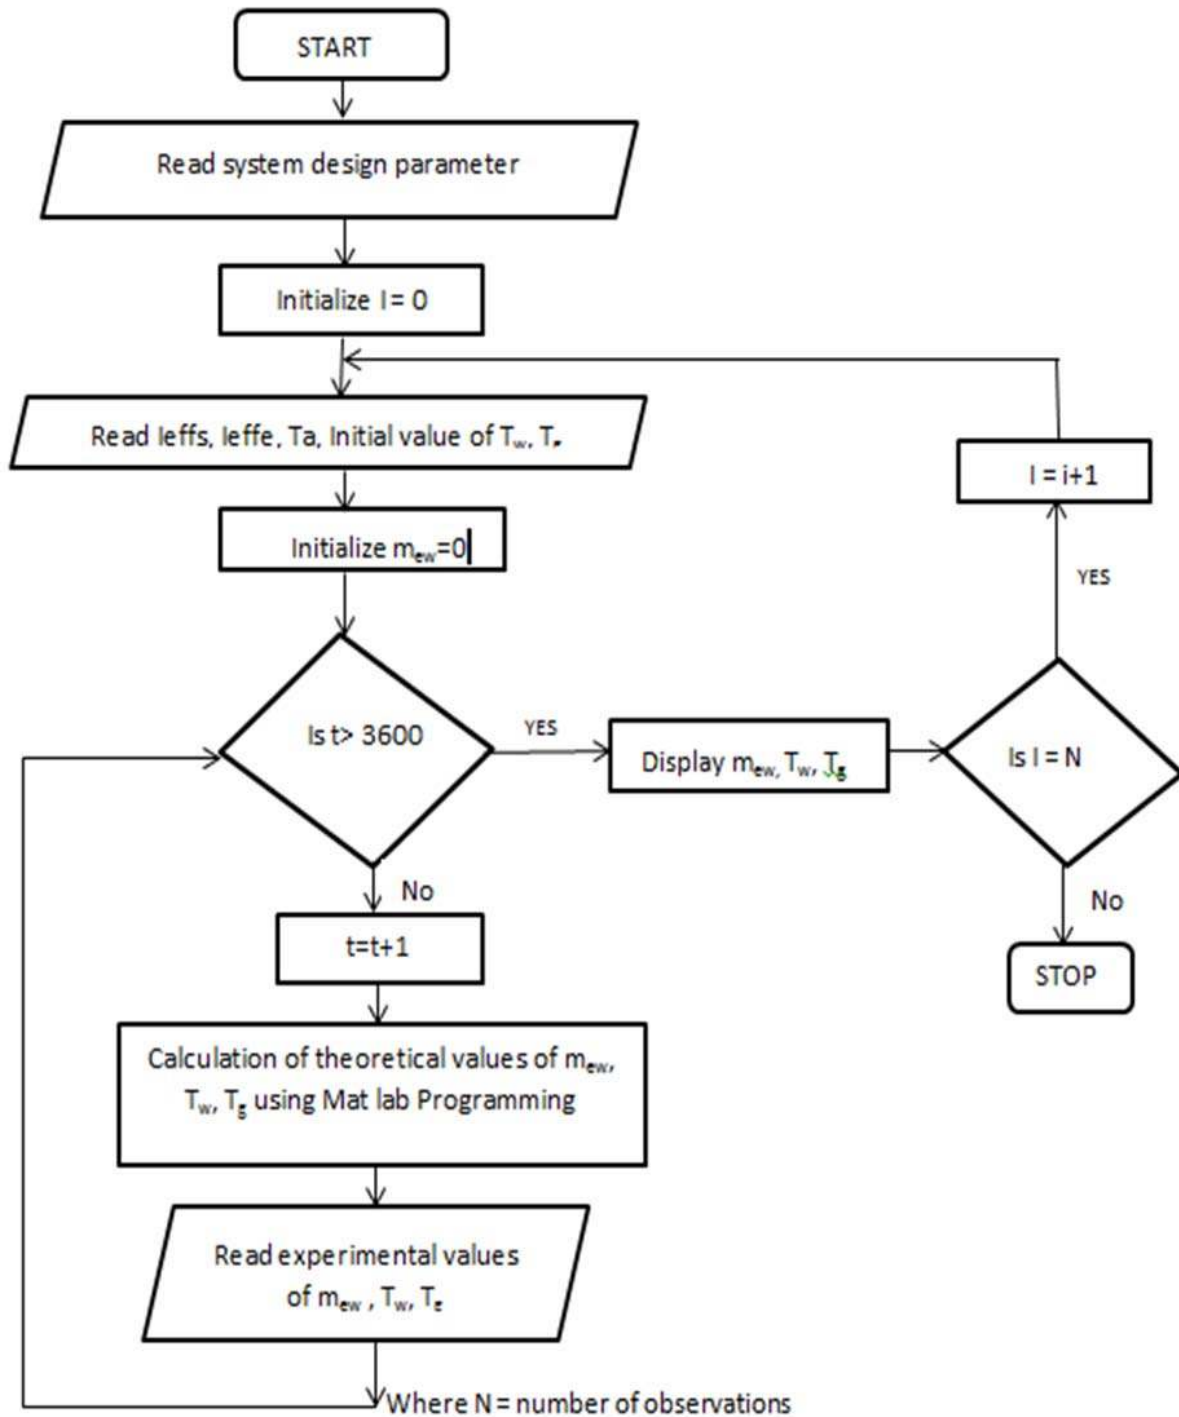 START
Read system design parameter
Initialize I = 0
Read Ieffs, Ieffe, Ta, Initial value of Tw, Tg
Initialize mew=0
Is t> 3600
YES
Display mew, Tw, Tg
Is I = N
YES
I = i+1
No
STOP
No
t=t+1
Calculation of theoretical values of mew,
Tw, Tg using Mat lab Programming
Read experimental values
of mew , Tw, Tg
Where N = number of observations